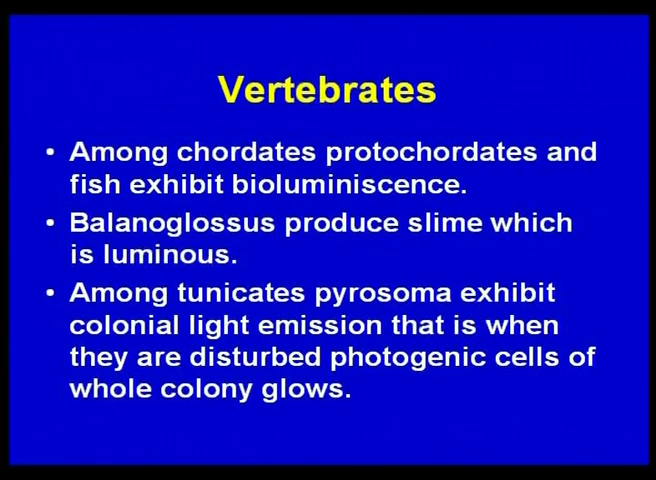 Vertebrates
• Among chordates protochordates and
fish exhibit bioluminiscence.
• Balanoglossus produce slime which
is luminous.
• Among tunicates pyrosoma exhibit
colonial light emission that is when
they are disturbed photogenic cells of
whole colony glows.